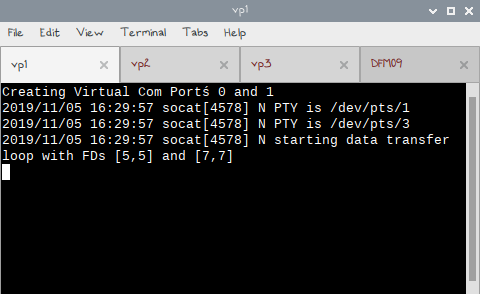 vp1
File Edit View Terminal Tabs Help
vp1 vp2 vp3 DFM09
Creating Virtual Com Portś 0 and 1
2019/11/05 16:29:57 socat[4578] N PTY is /dev/pts/1
2019/11/05 16:29:57 socat[4578] N PTY is /dev/pts/3
2019/11/05 16:29:57 socat[4578] N starting data transfer
loop with FDs [5,5] and [7,7]